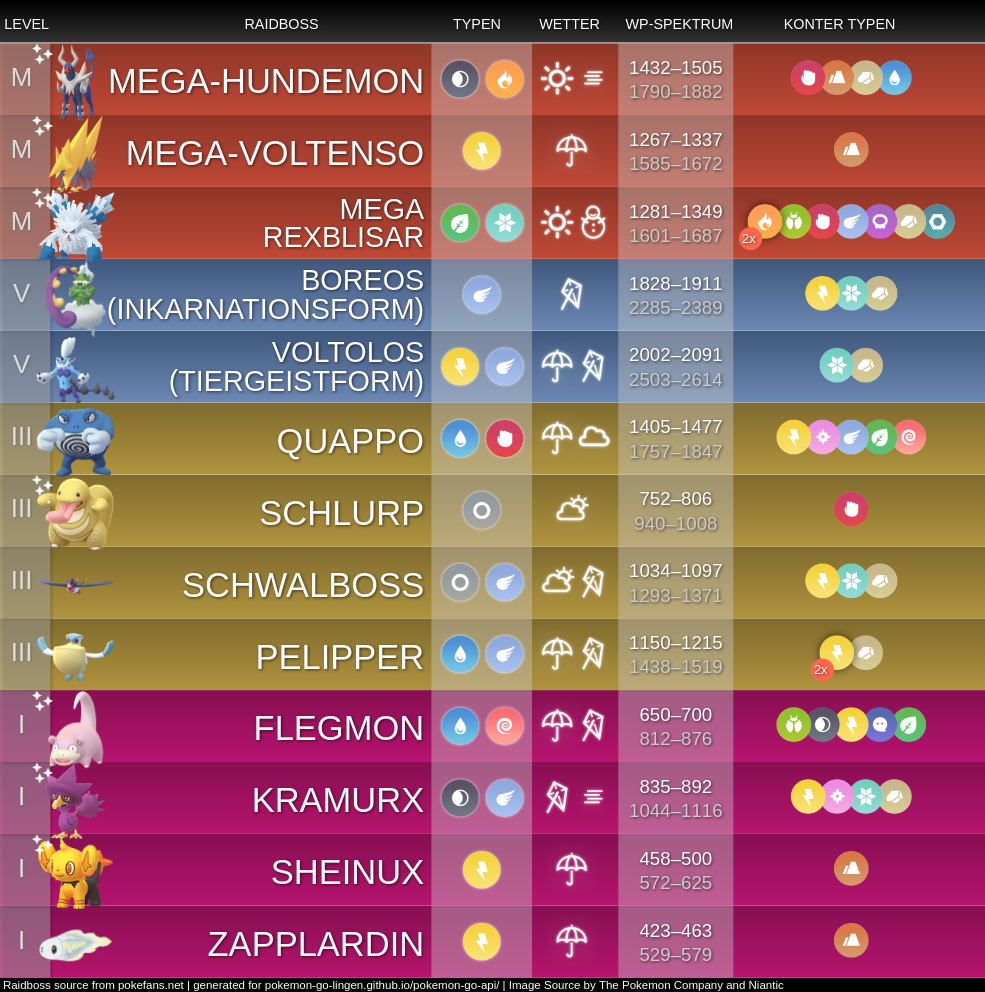 LEVEL RAIDBOSS TYPEN WETTER WP-SPEKTRUM KONTER TYPEN
M MEGA-HUNDEMON 1432–1505
1790–1882
M MEGA-VOLTENSO 1267–1337
1585–1672
M MEGA 1281–1349
REXBLISAR 1601–1687 2x
V BOREOS 1828–1911
(INKARNATIONSFORM) 2285–2389
V VOLTOLOS 2002–2091
(TIERGEISTFORM) 2503–2614
III QUAPPO 1405–1477
1757–1847
III SCHLURP 752–806
940–1008
III SCHWALBOSS 1034–1097
1293–1371
III PELIPPER 1150–1215
1438–1519 2x
I FLEGMON 650–700
812–876
I KRAMURX 835–892
1044–1116
I SHEINUX 458–500
572–625
I ZAPPLARDIN 423–463
529–579
Raidboss source from pokefans.net | generated for pokemon-go-lingen.github.io/pokemon-go-api/ | Image Source by The Pokemon Company and Niantic